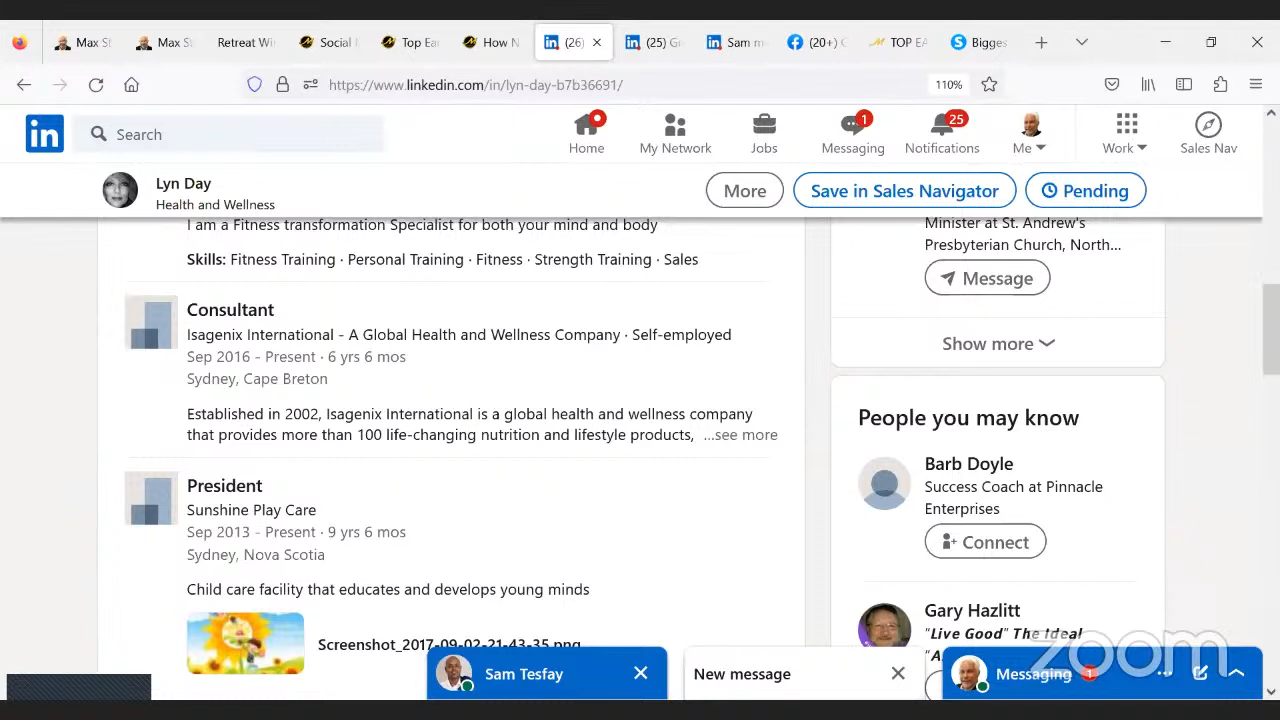 Max St
Max St
Retreat Wi
Social
Top Ea
How N
(26)
(25) G
Sam m
(20+) C
TOP EA
Bigges
https://www.linkedin.com/in/lyn-day-b7b36691/
110%
in
Search
1
25
Home
My Network
Jobs
Messaging
Notifications
Me
Work
Sales Nav
Lyn Day
Health and Wellness
More
Save in Sales Navigator
Pending
I am a Fitness transformation Specialist for both your mind and body
Skills: Fitness Training · Personal Training · Fitness · Strength Training · Sales
Consultant
Isagenix International - A Global Health and Wellness Company · Self-employed
Sep 2016 - Present · 6 yrs 6 mos
Sydney, Cape Breton
Established in 2002, Isagenix International is a global health and wellness company
that provides more than 100 life-changing nutrition and lifestyle products, ...see more
President
Sunshine Play Care
Sep 2013 - Present · 9 yrs 6 mos
Sydney, Nova Scotia
Child care facility that educates and develops young minds
Screenshot_2017-09-02-21-43-35.png
Minister at St. Andrew's
Presbyterian Church, North...
Message
Show more
People you may know
Barb Doyle
Success Coach at Pinnacle
Enterprises
Connect
Gary Hazlitt
"Live Good" The Ideal
Sam Tesfay
New message
Messaging
1
zoom